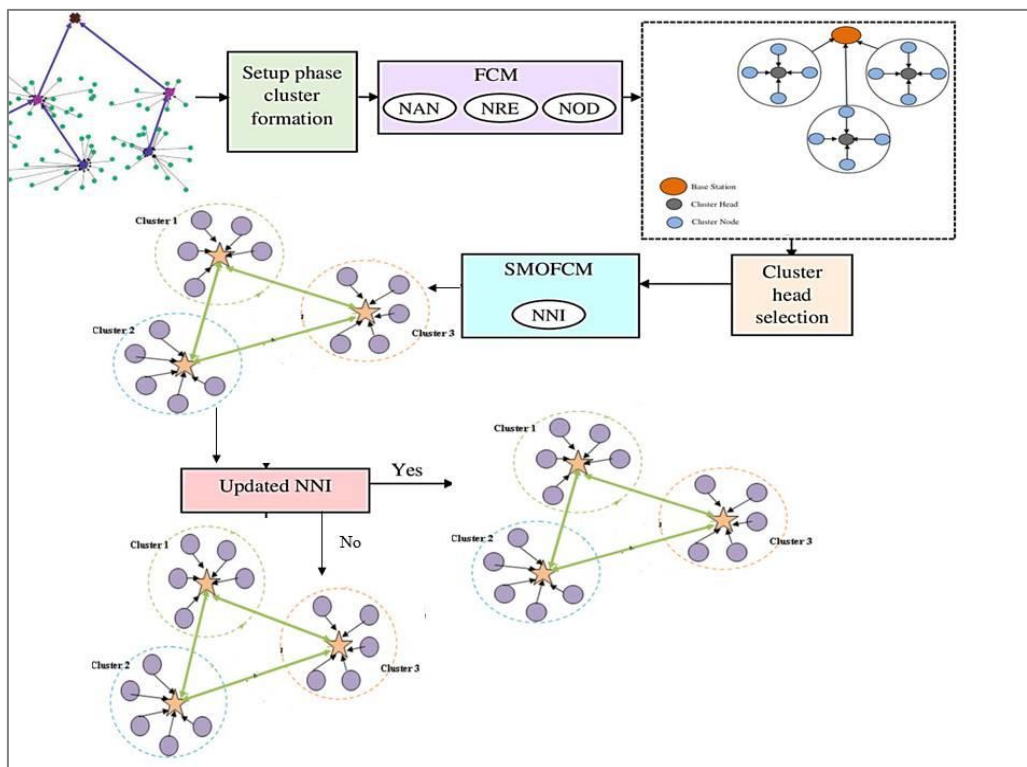 Setup phase
cluster
formation
FCM
NAN
NRE
NOD
Base Station
Cluster Head
Cluster Node
Cluster 1
Cluster 2
Cluster 3
SMOFCM
NNI
Cluster
head
selection
Updated NNI
Yes
No
Cluster 1
Cluster 2
Cluster 3
Cluster 1
Cluster 2
Cluster 3